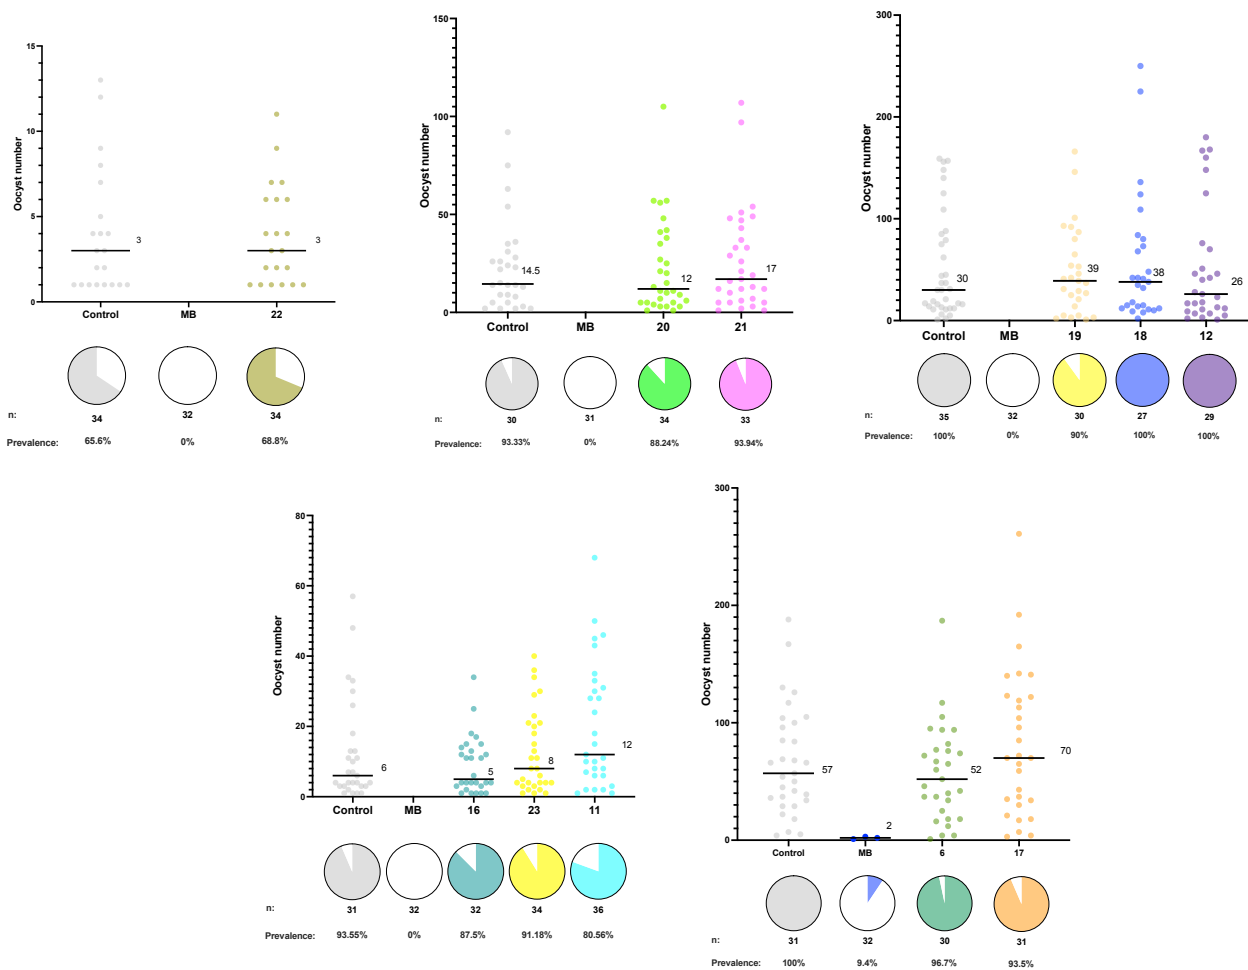 Oocyst number
15
10
5
0
3
3
Control MB 22
n: 34 32 34
Prevalence: 65.6% 0% 68.8%
Oocyst number
150
100
50
0
14.5
12
17
Control MB 20 21
n: 30 31 34 33
Prevalence: 93.33% 0% 88.24% 93.94%
Oocyst number
300
200
100
0
30
39
38
26
Control MB 19 18 12
n: 35 32 30 27 29
Prevalence: 100% 0% 90% 100% 100%
Oocyst number
80
60
40
20
0
6
5
8
12
Control MB 16 23 11
n: 31 32 32 34 36
Prevalence: 93.55% 0% 87.5% 91.18% 80.56%
Oocyst number
300
200
100
0
57
2
52
70
Control MB 6 17
n: 31 32 30 31
Prevalence: 100% 9.4% 96.7% 93.5%